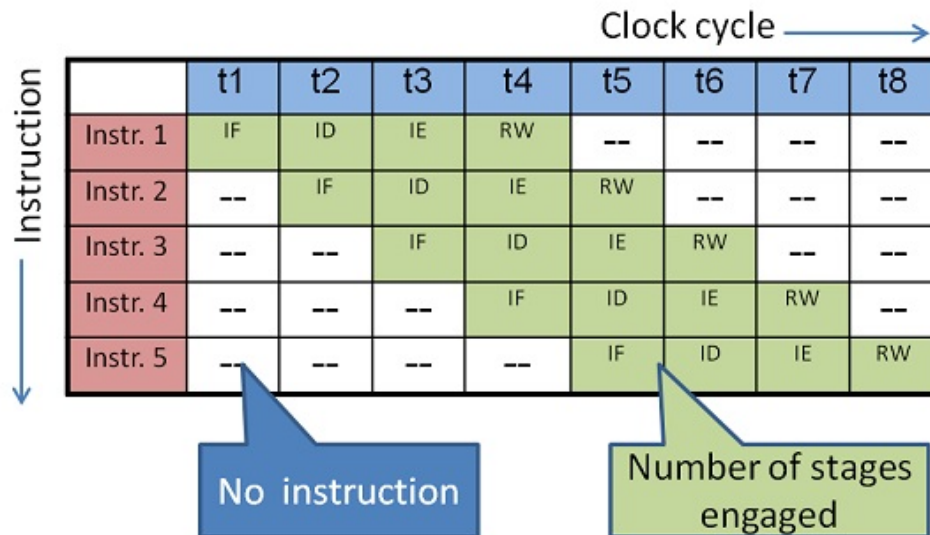 Clock cycle
Instruction
t1 t2 t3 t4 t5 t6 t7 t8
Instr. 1 IF ID IE RW -- -- -- --
Instr. 2 -- IF ID IE RW -- -- --
Instr. 3 -- -- IF ID IE RW -- --
Instr. 4 -- -- -- IF ID IE RW --
Instr. 5 -- -- -- -- IF ID IE RW
No instruction
Number of stages
engaged